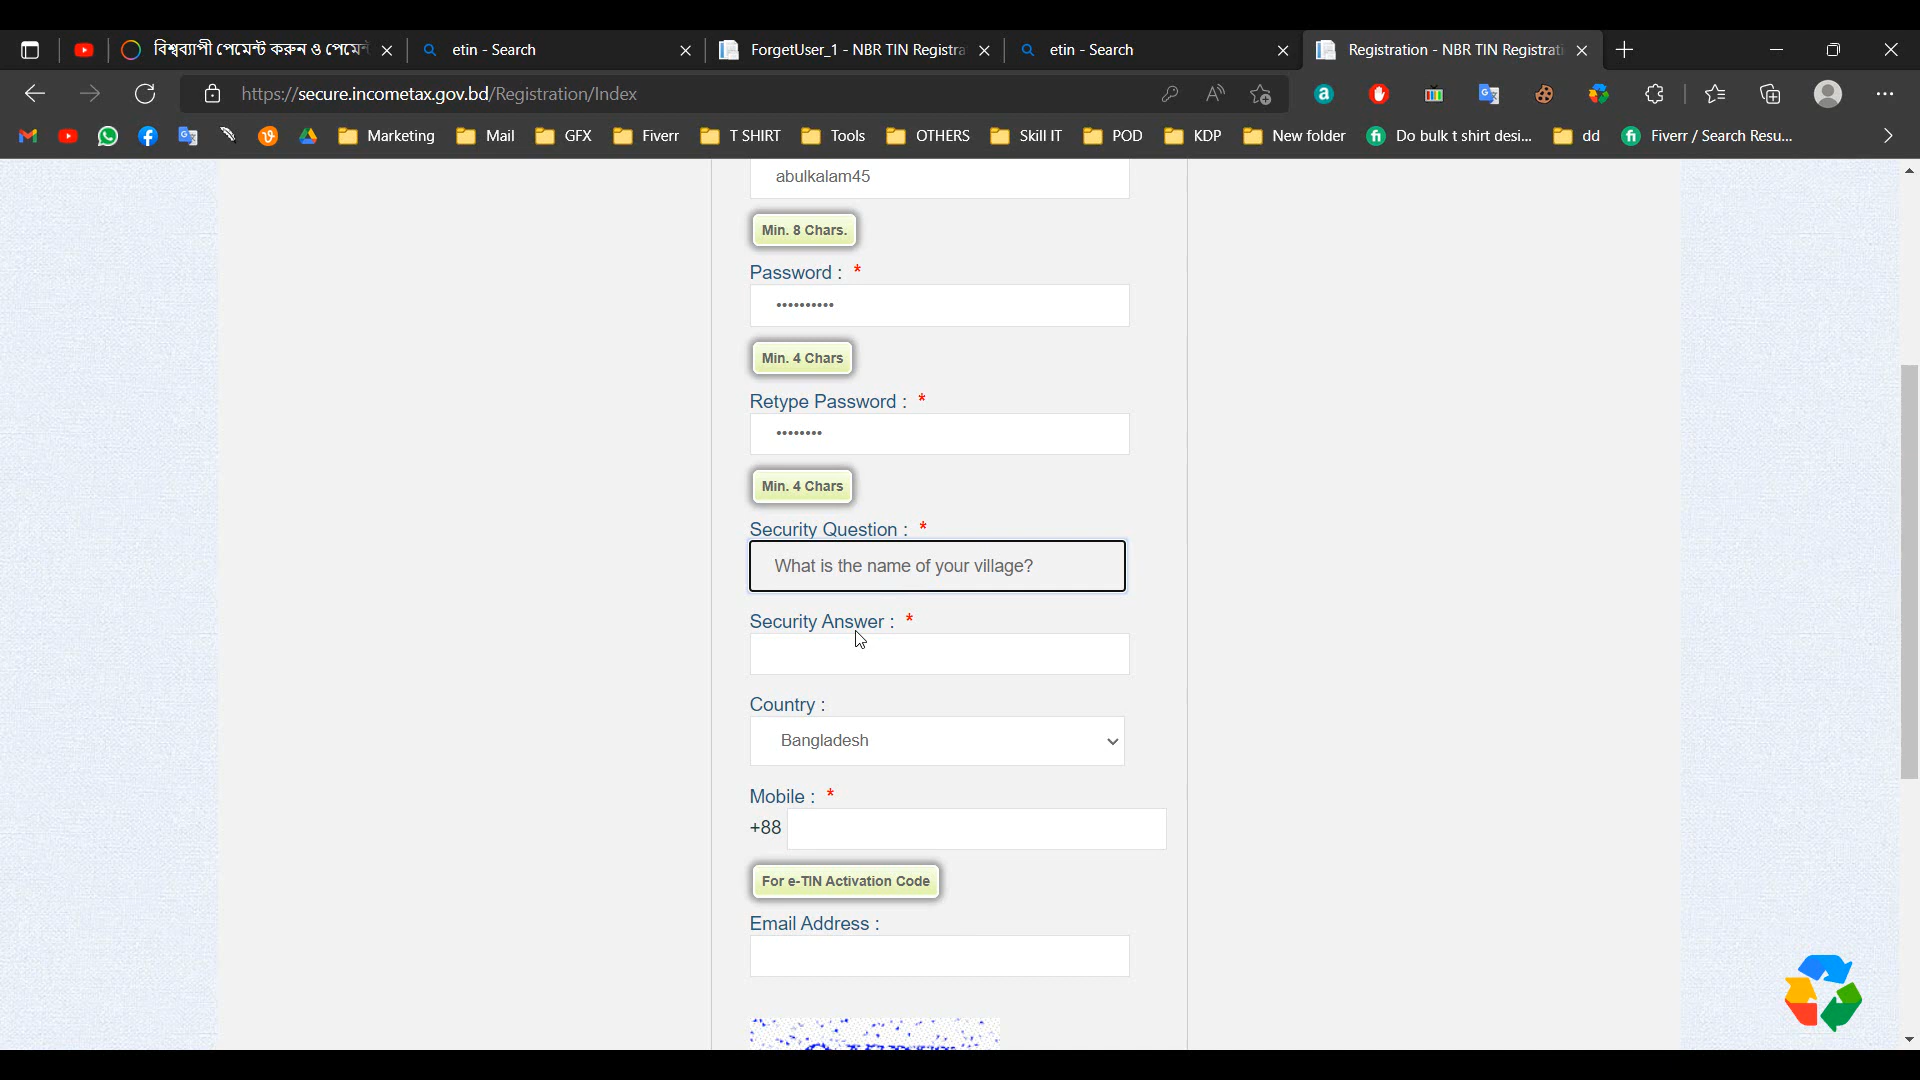 বিশ্বব্যাপী পেমেন্ট করুন ও পেমেন্ট
etin - Search
ForgetUser_1 - NBR TIN Registra
etin - Search
Registration - NBR TIN Registrati
https://secure.incometax.gov.bd/Registration/Index
Marketing
Mail
GFX
Fiverr
T SHIRT
Tools
OTHERS
Skill IT
POD
KDP
New folder
Do bulk t shirt desi...
dd
Fiverr / Search Resu...
abulkalam45
Min. 8 Chars.
Password : *
••••••••••
Min. 4 Chars
Retype Password : *
••••••••
Min. 4 Chars
Security Question : *
What is the name of your village?
Security Answer : *
Country :
Bangladesh
Mobile : *
+88
For e-TIN Activation Code
Email Address :